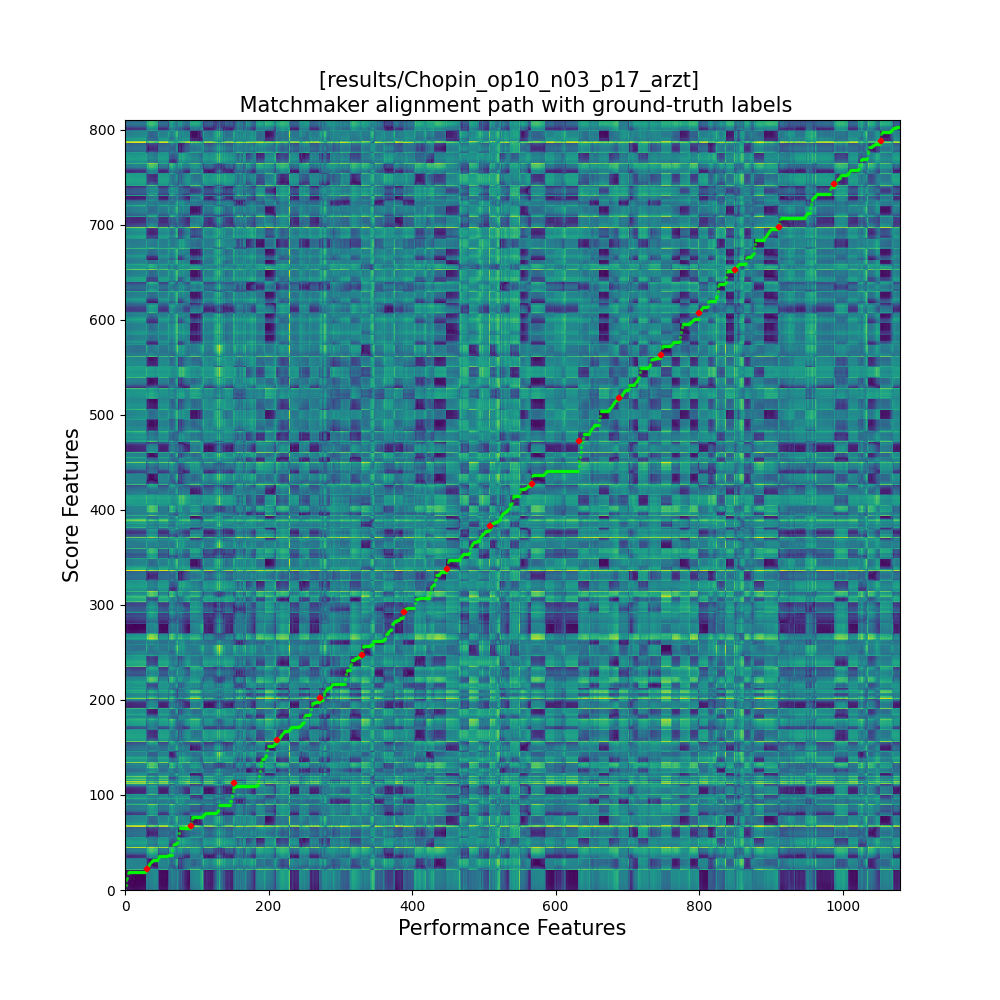 [results/Chopin_op10_n03_p17_arzt]
Matchmaker alignment path with ground-truth labels
800
700
600
500
400
300
200
100
0
Score Features
0 200 400 600 800 1000
Performance Features